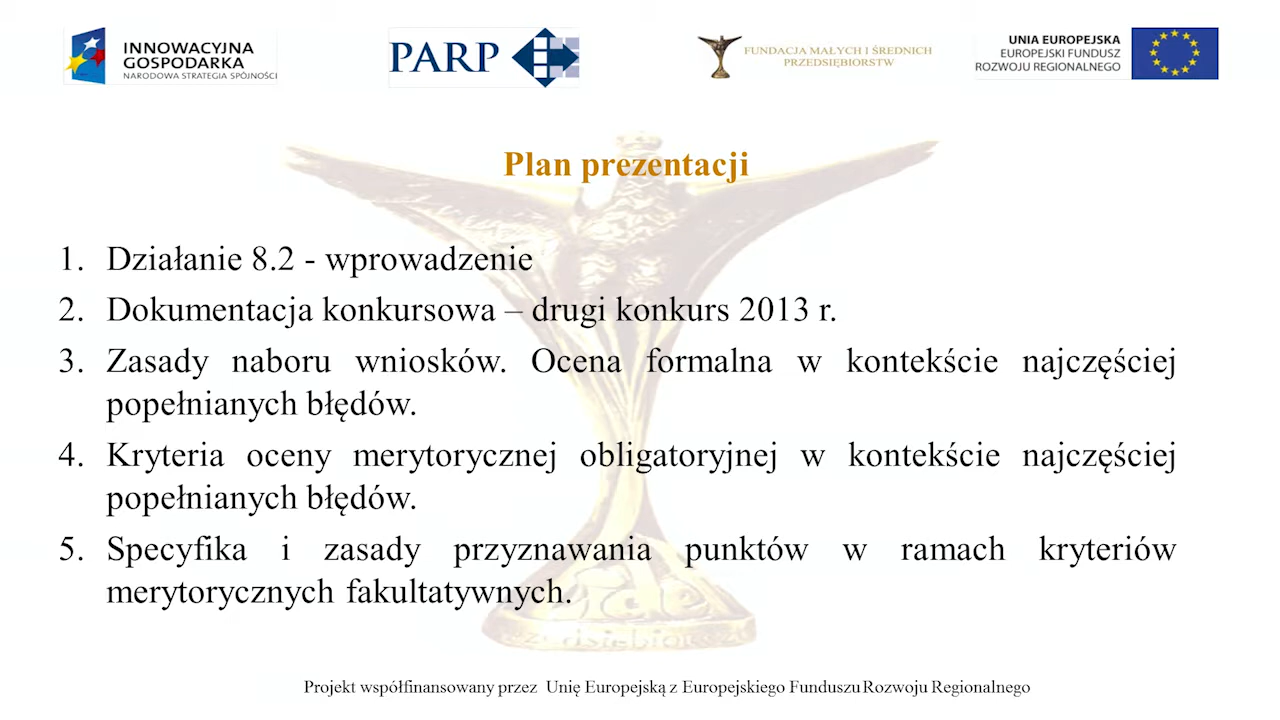 INNOWACYJNA
GOSPODARKA
NARODOWA STRATEGIA SPÓJNOŚCI
PARP
FUNDACJA MAŁYCH I ŚREDNICH
PRZEDSIĘBIORSTW
UNIA EUROPEJSKA
EUROPEJSKI FUNDUSZ
ROZWOJU REGIONALNEGO
Plan prezentacji
1. Działanie 8.2 - wprowadzenie
2. Dokumentacja konkursowa – drugi konkurs 2013 r.
3. Zasady naboru wniosków. Ocena formalna w kontekście najczęściej
popełnianych błędów.
4. Kryteria oceny merytorycznej obligatoryjnej w kontekście najczęściej
popełnianych błędów.
5. Specyfika i zasady przyznawania punktów w ramach kryteriów
merytorycznych fakultatywnych.
Projekt współfinansowany przez Unię Europejską z Europejskiego Funduszu Rozwoju Regionalnego